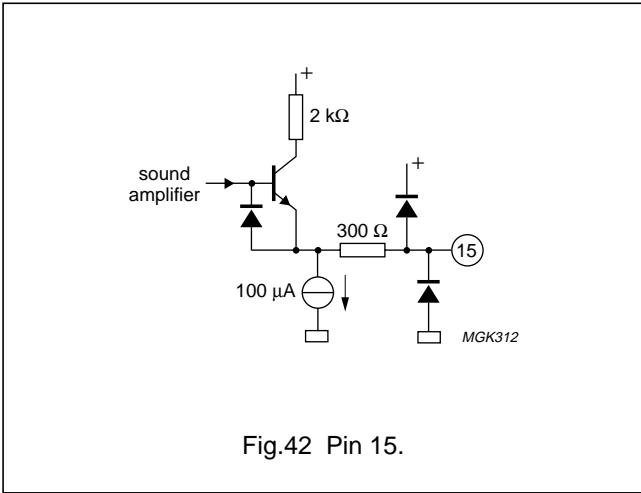 +
2 kΩ
sound
amplifier
+
300 Ω
15
100 μA
MGK312
Fig.42 Pin 15.